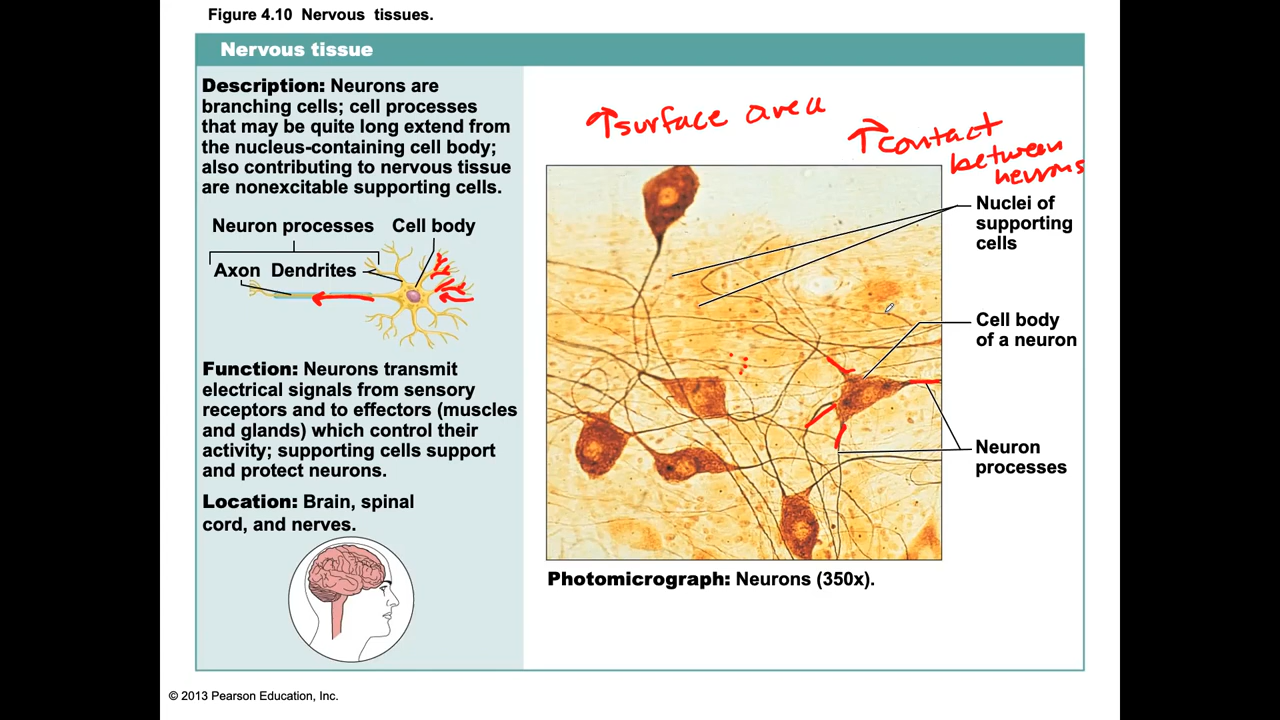 Figure 4.10 Nervous tissues.
Nervous tissue
Description: Neurons are
branching cells; cell processes
that may be quite long extend from
the nucleus-containing cell body;
also contributing to nervous tissue
are nonexcitable supporting cells.
Neuron processes
Cell body
Axon
Dendrites
Function: Neurons transmit
electrical signals from sensory
receptors and to effectors (muscles
and glands) which control their
activity; supporting cells support
and protect neurons.
Location: Brain, spinal
cord, and nerves.
↑surface area
↑contact
between
neurons
Nuclei of
supporting
cells
Cell body
of a neuron
Neuron
processes
Photomicrograph: Neurons (350x).
© 2013 Pearson Education, Inc.